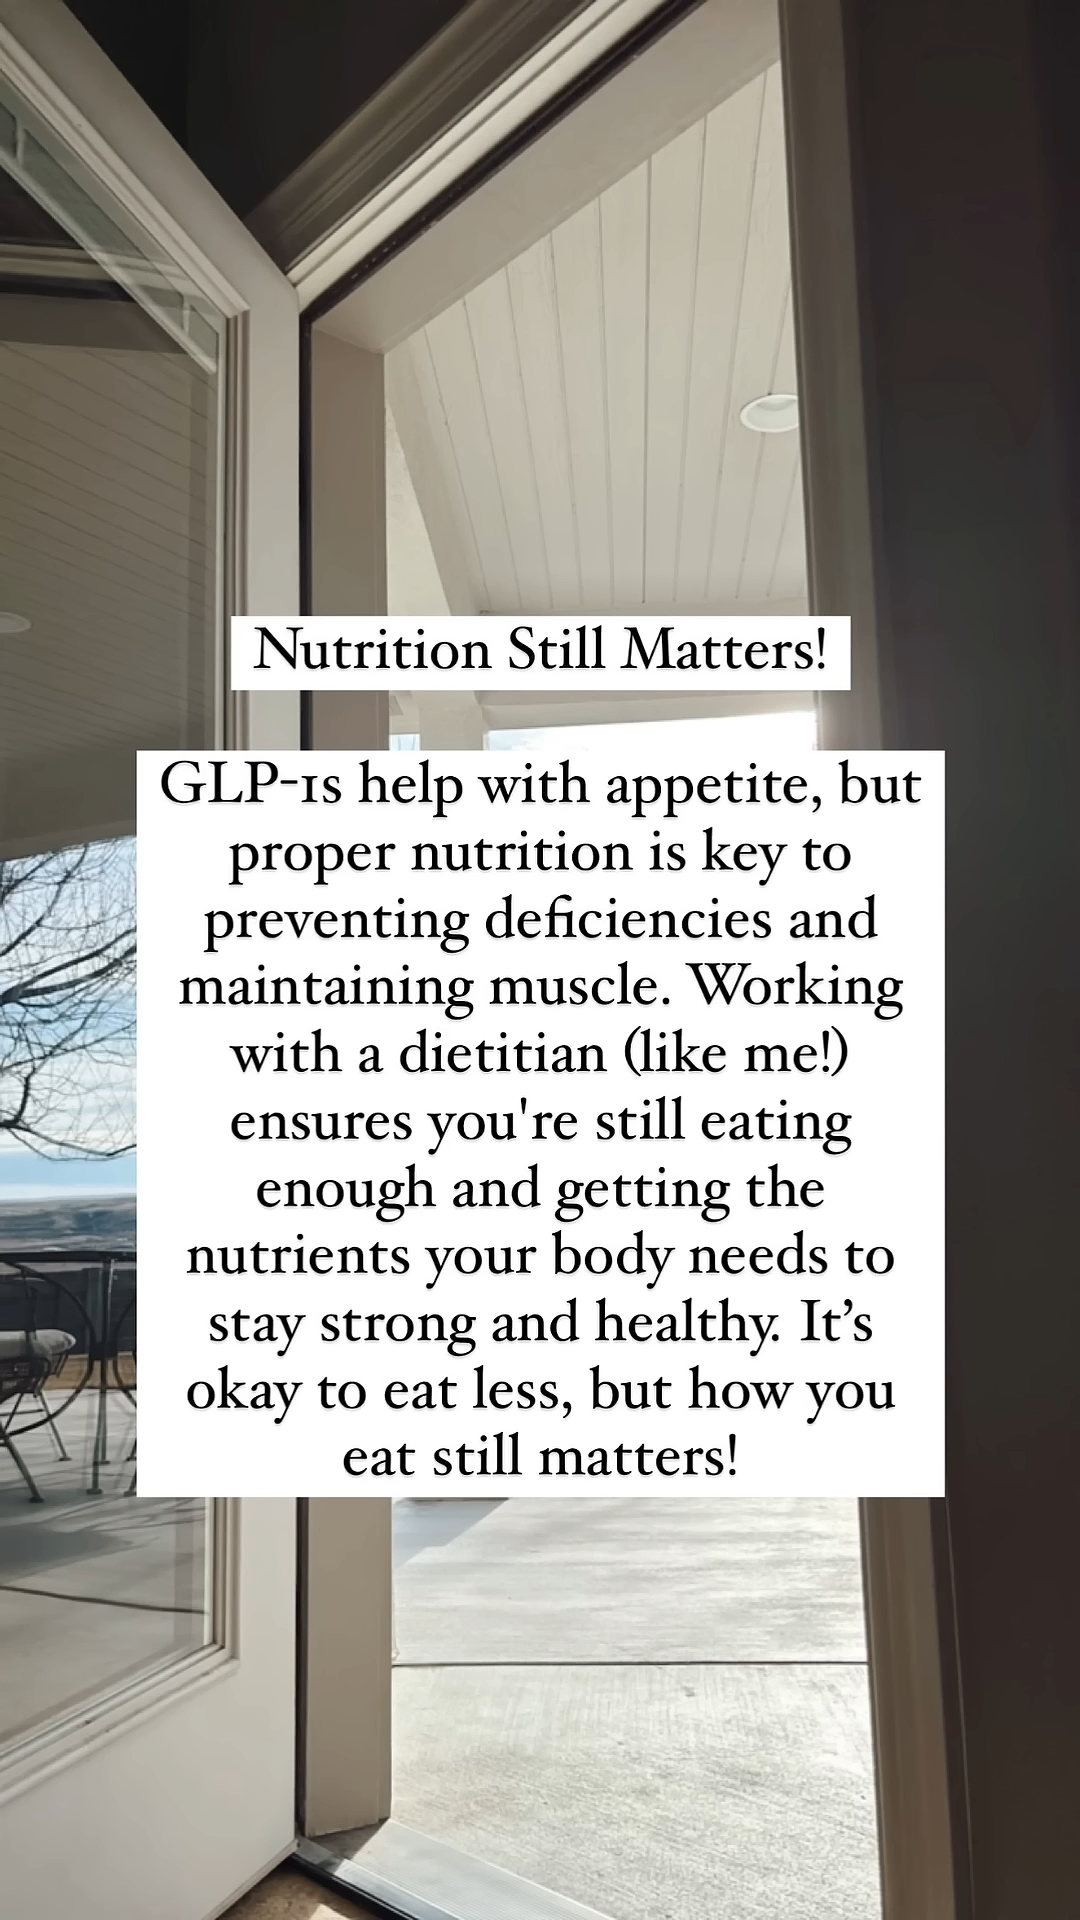 Nutrition Still Matters!
GLP-1s help with appetite, but
proper nutrition is key to
preventing deficiencies and
maintaining muscle. Working
with a dietitian (like me!)
ensures you're still eating
enough and getting the
nutrients your body needs to
stay strong and healthy. It’s
okay to eat less, but how you
eat still matters!